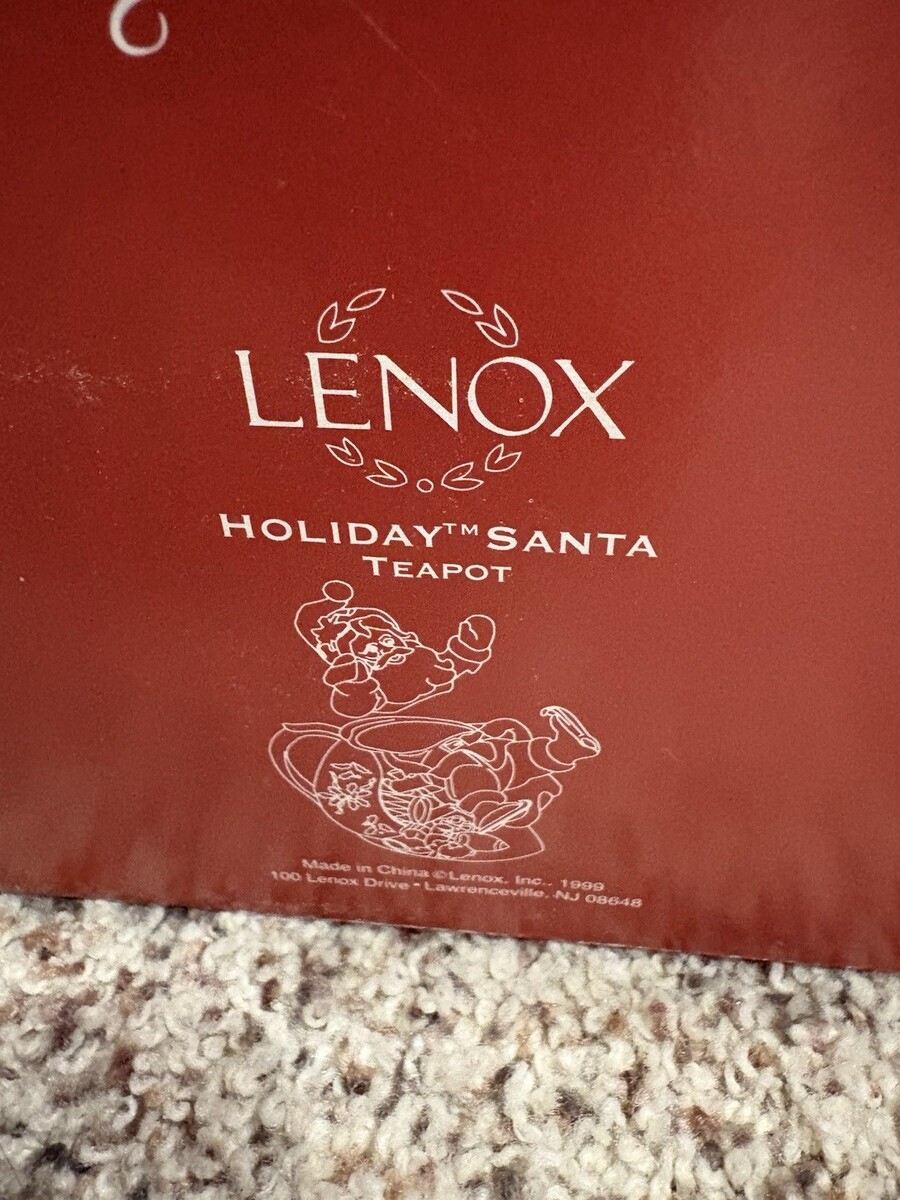 LENOX
HOLIDAY™ SANTA
TEAPOT
Made in China ©Lenox, Inc., 1999
100 Lenox Drive • Lawrenceville, NJ 08648